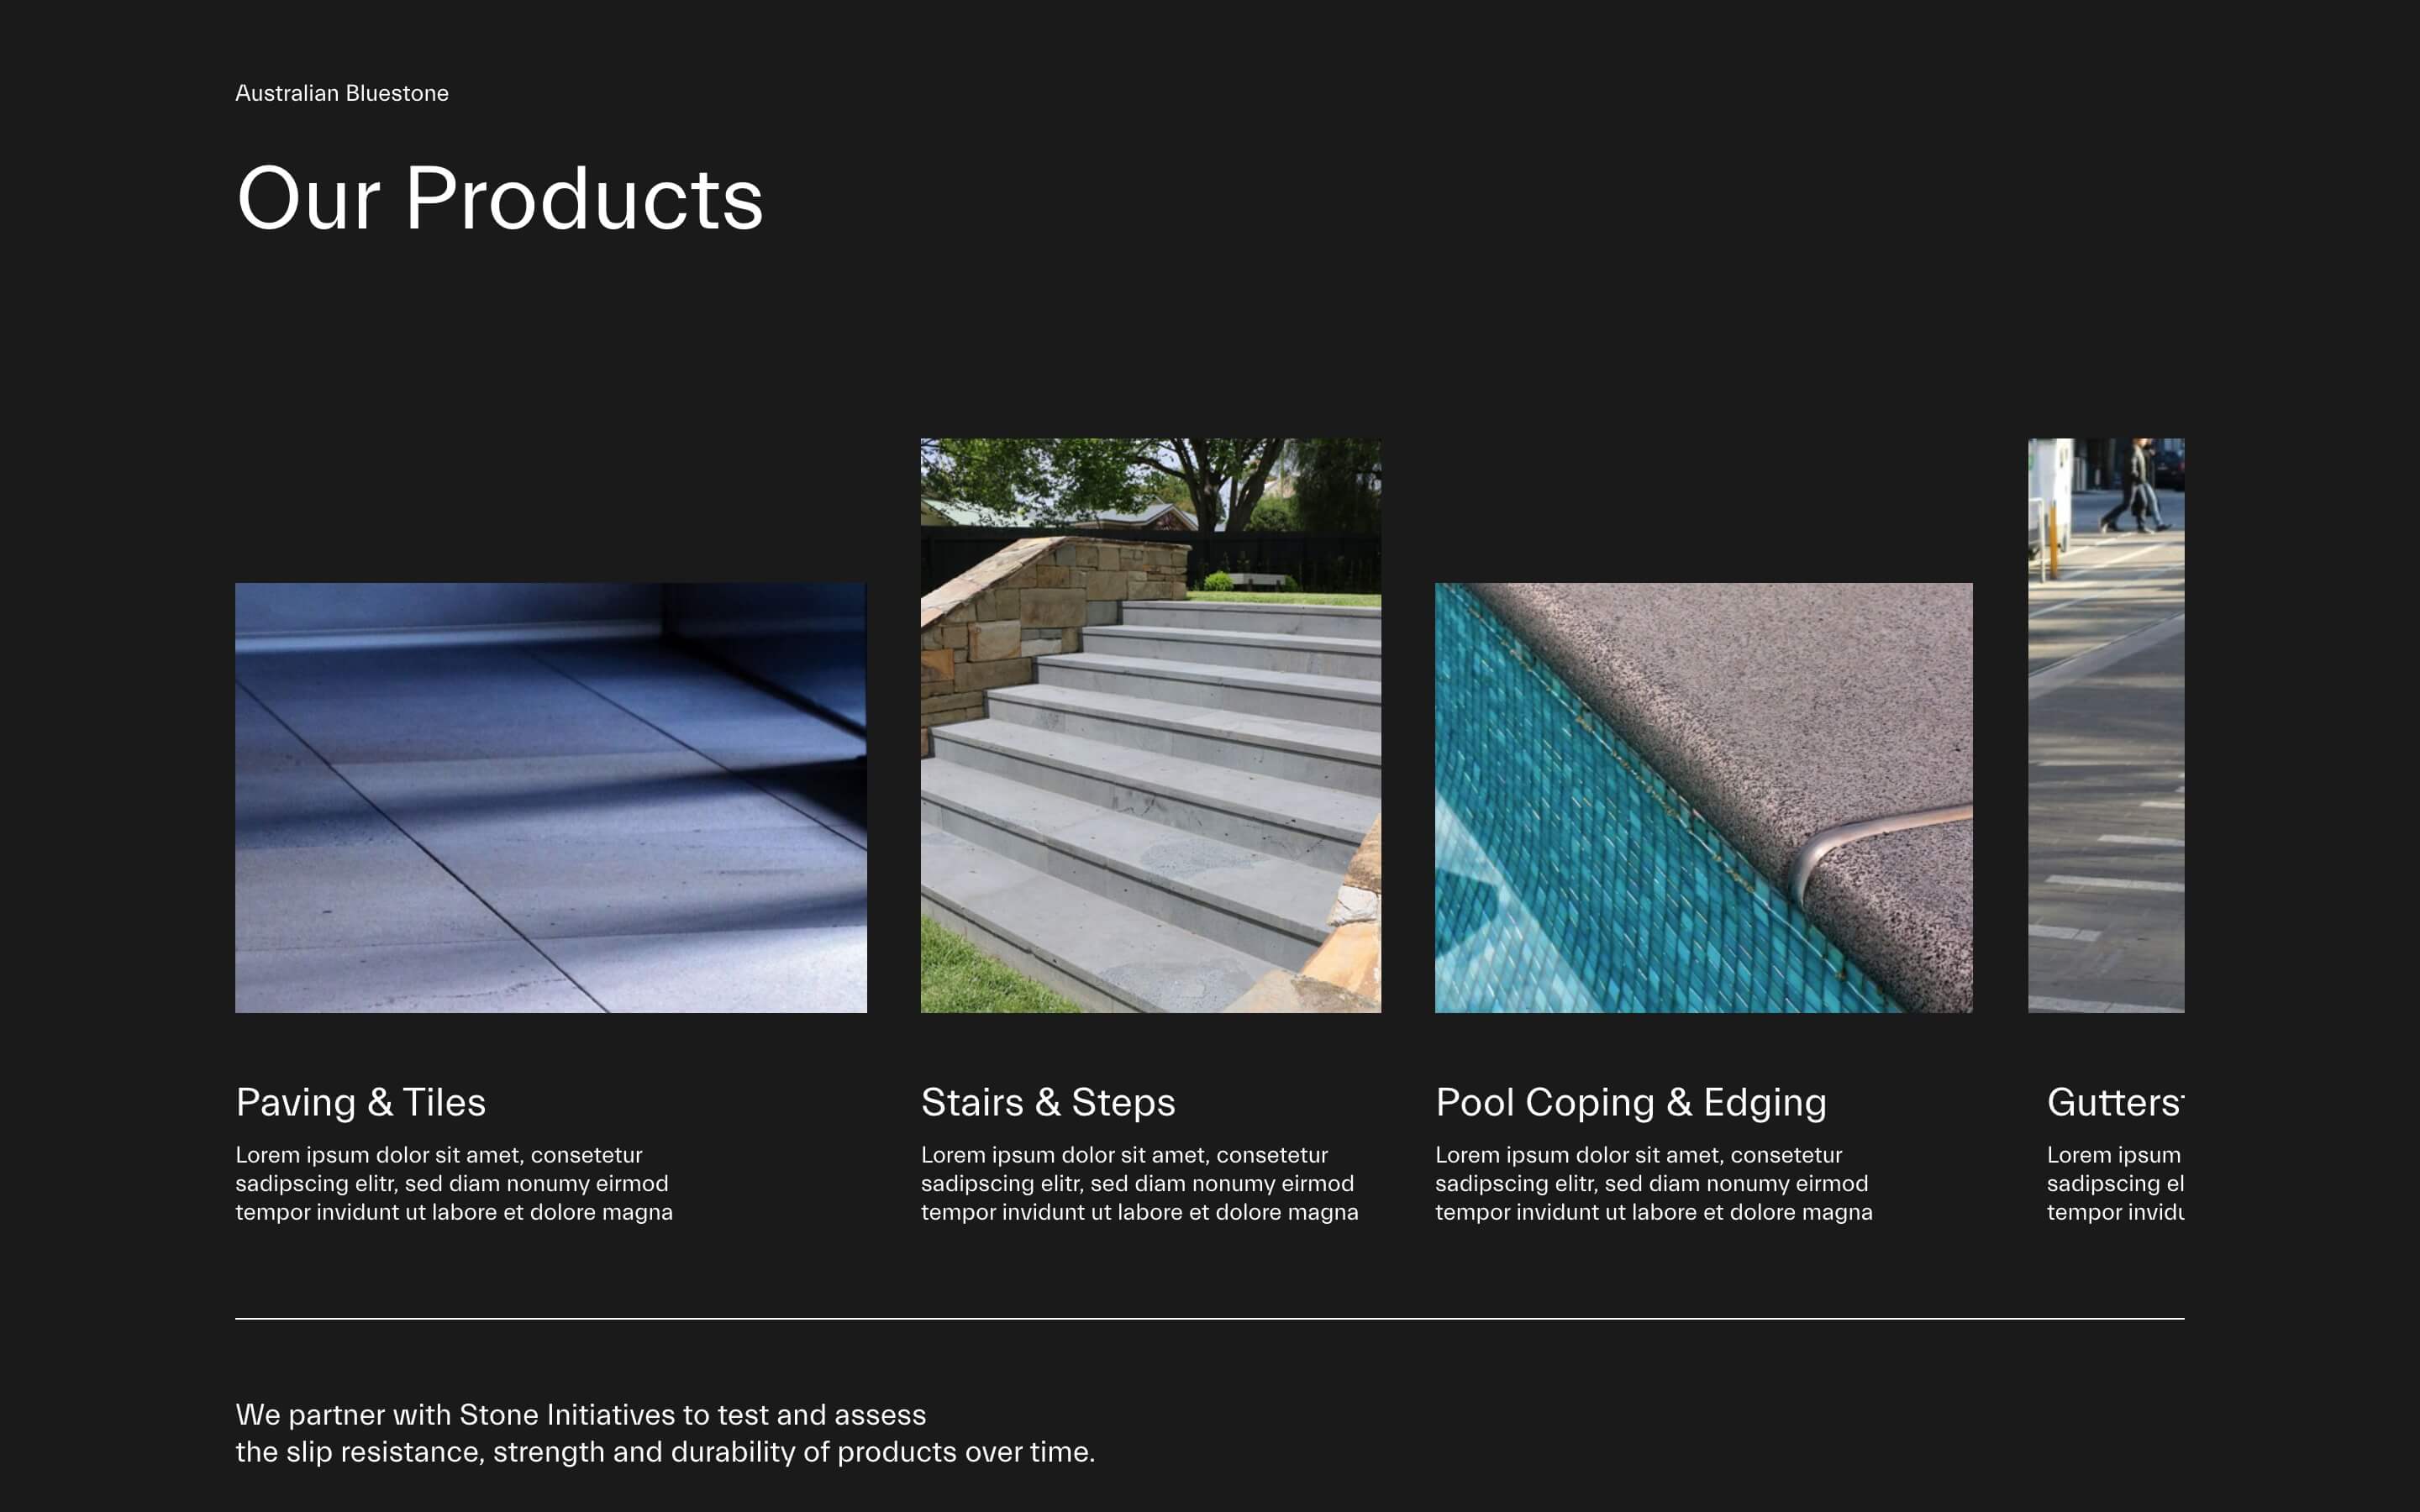 Australian Bluestone
Our Products
Paving & Tiles
Lorem ipsum dolor sit amet, consetetur
sadipscing elitr, sed diam nonumy eirmod
tempor invidunt ut labore et dolore magna
Stairs & Steps
Lorem ipsum dolor sit amet, consetetur
sadipscing elitr, sed diam nonumy eirmod
tempor invidunt ut labore et dolore magna
Pool Coping & Edging
Lorem ipsum dolor sit amet, consetetur
sadipscing elitr, sed diam nonumy eirmod
tempor invidunt ut labore et dolore magna
Lorem ipsum
sadipscing
tempor
We partner with Stone Initiatives to test and assess
the slip resistance, strength and durability of products over time.